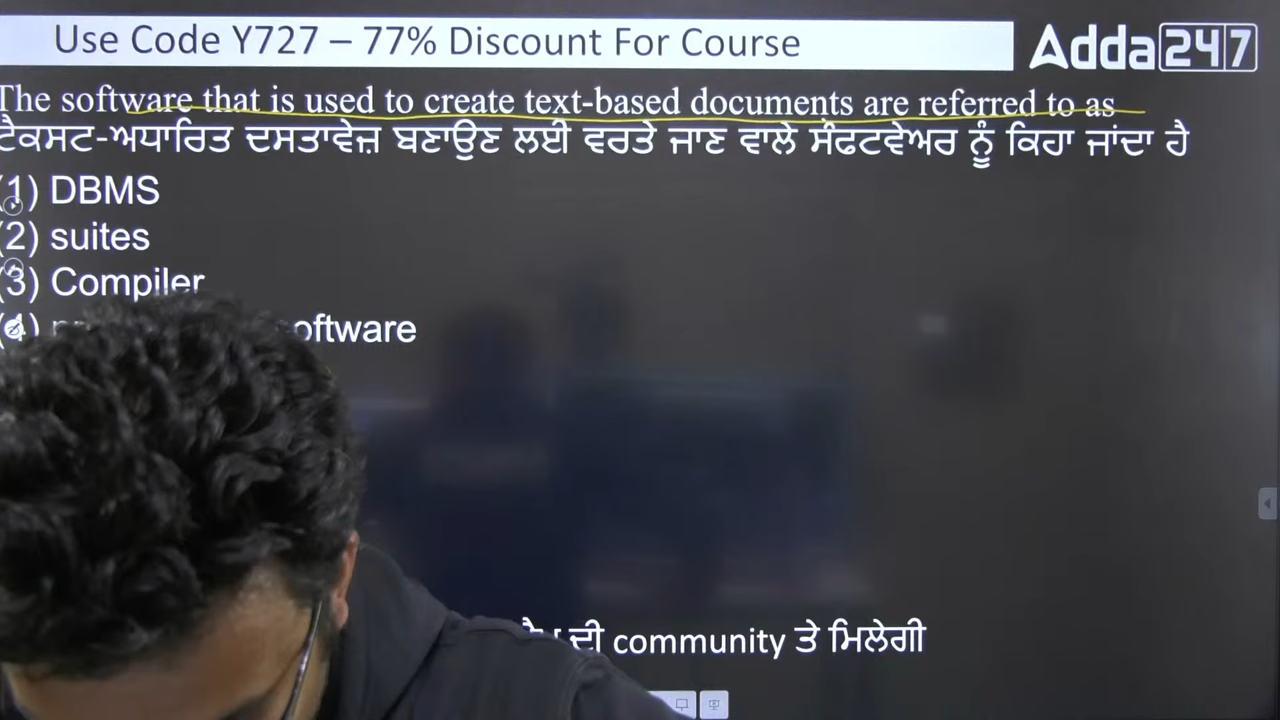 Use Code Y727 – 77% Discount For Course
Adda247
The software that is used to create text-based documents are referred to as
ਟੈਕਸਟ-ਅਧਾਰਿਤ ਦਸਤਾਵੇਜ਼ ਬਣਾਉਣ ਲਈ ਵਰਤੇ ਜਾਣ ਵਾਲੇ ਸੌਫਟਵੇਅਰ ਨੂੰ ਕਿਹਾ ਜਾਂਦਾ ਹੈ
(1) DBMS
(2) suites
(3) Compiler
(4) software
ਦੀ community ਤੇ ਮਿਲੇਗੀ